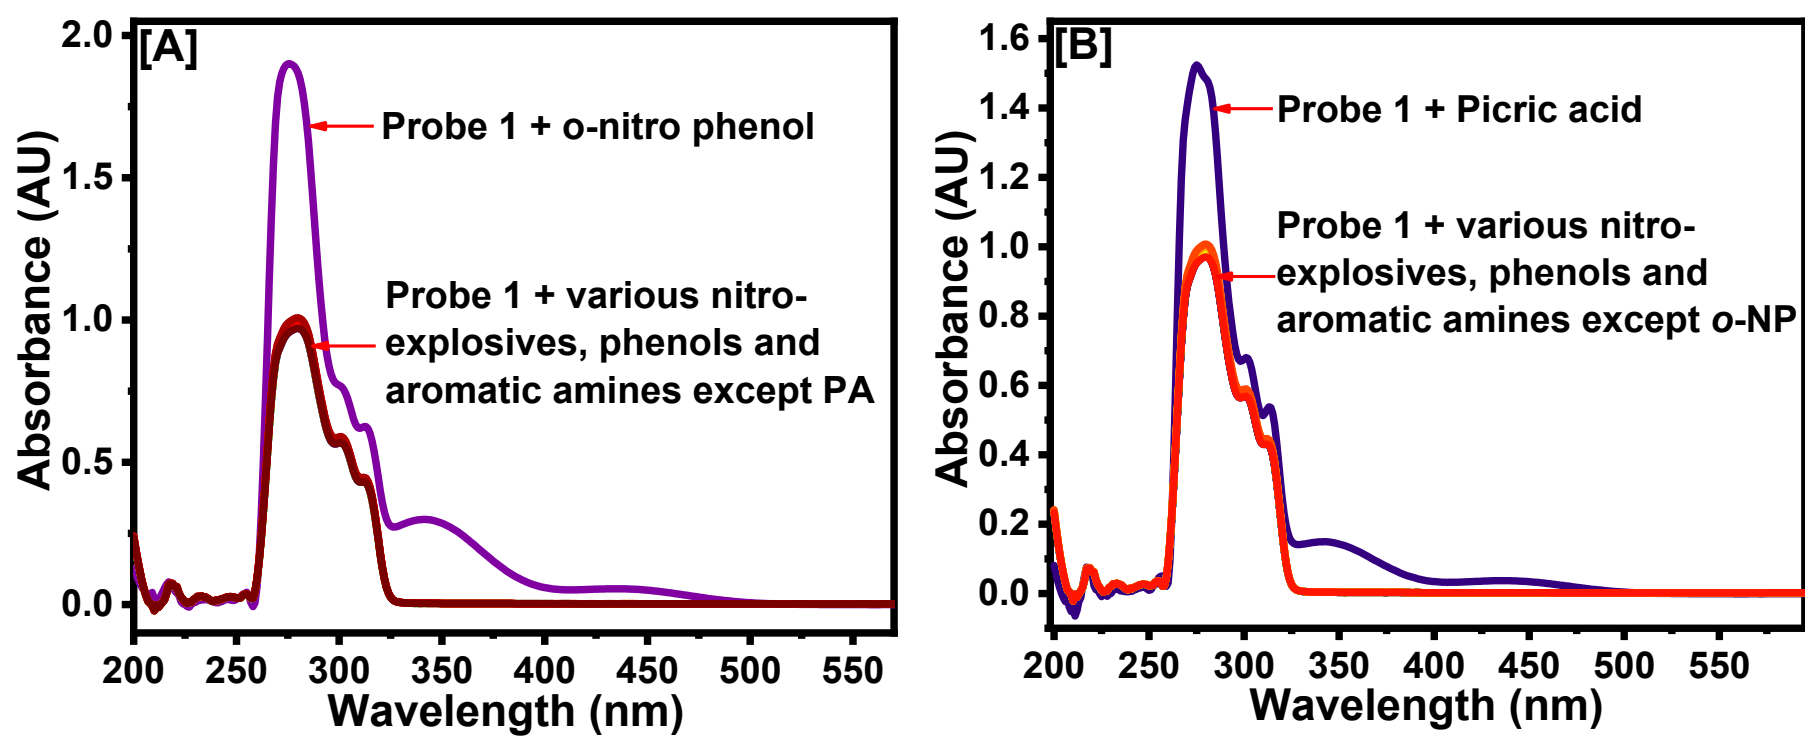 [A]
2.0
1.5
1.0
0.5
0.0
Absorbance (AU)
Probe 1 + o-nitro phenol
Probe 1 + various nitro-
explosives, phenols and
aromatic amines except PA
200 250 300 350 400 450 500 550
Wavelength (nm)
[B]
1.6
1.4
1.2
1.0
0.8
0.6
0.4
0.2
0.0
Absorbance (AU)
Probe 1 + Picric acid
Probe 1 + various nitro-
explosives, phenols and
aromatic amines except o-NP
200 250 300 350 400 450 500 550
Wavelength (nm)